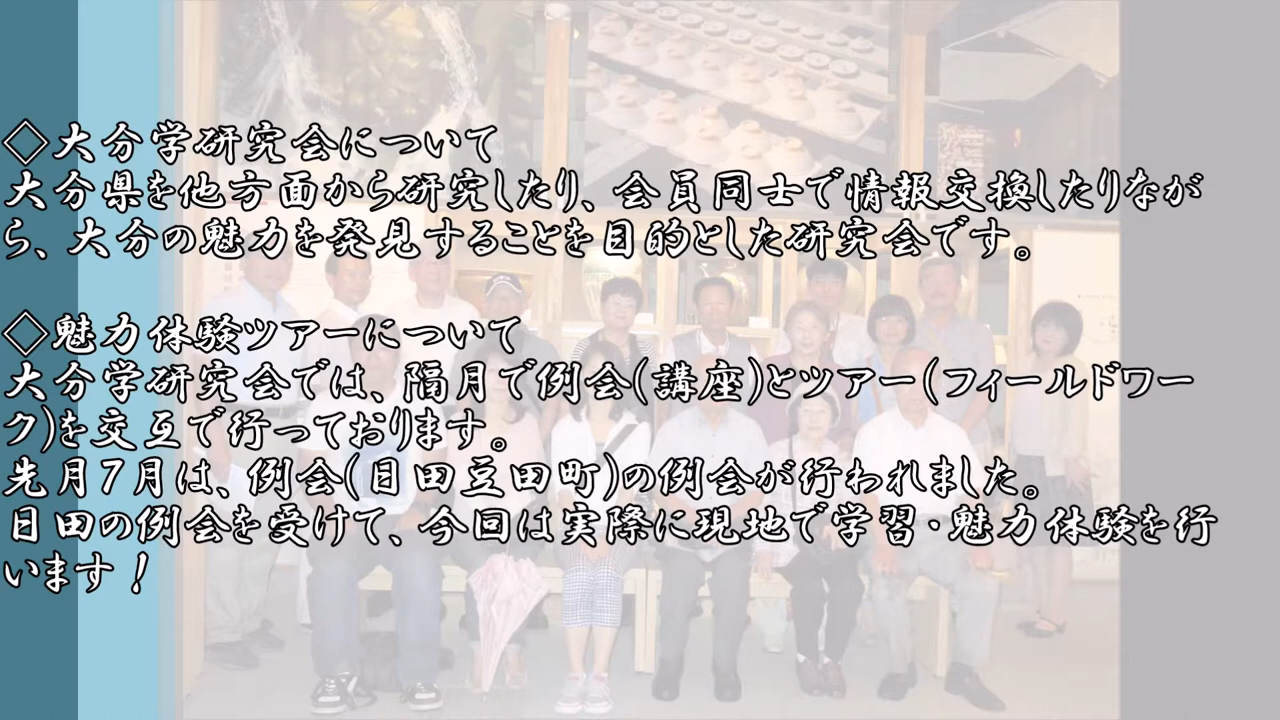 ◇大分学研究会について
大分県を他方面から研究したり、会員同士で情報交換したりなが
ら、大分の魅力を発見することを目的とした研究会です。
◇魅力体験ツアーについて
大分学研究会では、隔月で例会(講座)とツアー(フィールドワー
ク)を交互で行っております。
先月7月は、例会(日田豆田町)の例会が行われました。
日田の例会を受けて、今回は実際に現地で学習・魅力体験を行
います！